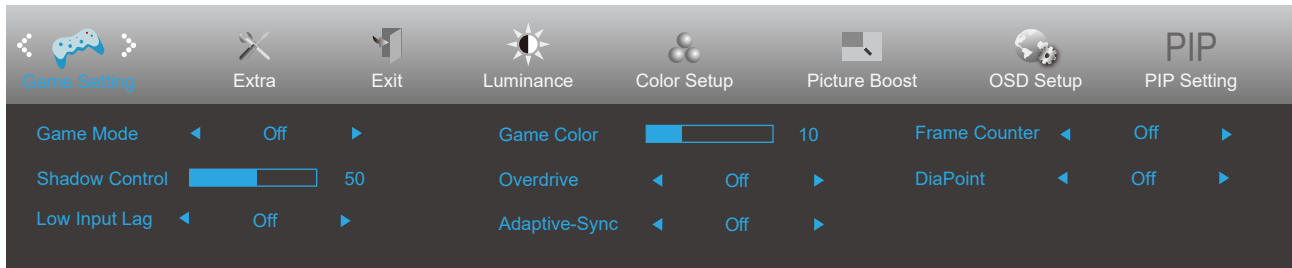 PIP
Game Setting Extra Exit Luminance Color Setup Picture Boost OSD Setup PIP Setting
Game Mode Off Game Color 10 Frame Counter Off
Shadow Control 50 Overdrive Off DiaPoint Off
Low Input Lag Off Adaptive-Sync Off